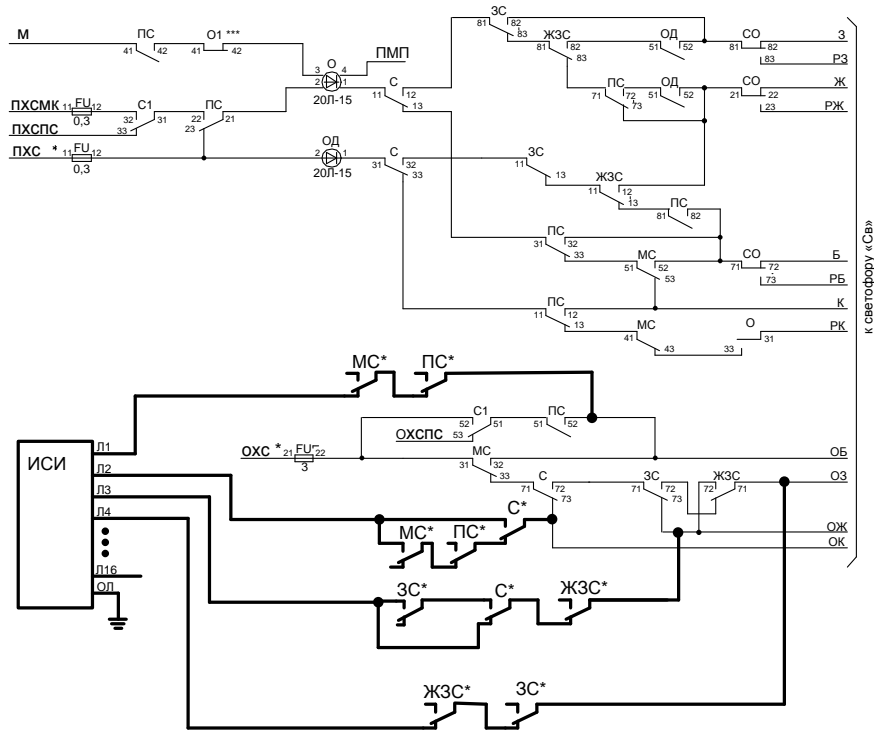 ЗС
81 82
83
М ПС О1 *** О ПМП ЖЗС ОД СО З
41 42 41 42 3 4 81 82 51 52 81 82
83 83 РЗ
2 1
20Л-15 С ПС ОД СО Ж
11 12 71 72 51 52 21 22
13 73 23 РЖ
ПХСМК 11 FU 12 С1 ПС
0,3 32 31 22 21
ПХСПС 33 23
ПХС * 11 FU 12 ОД С ЗС
0,3 2 1 31 32 11 13
20Л-15 33 ЖЗС
11 12
13 ПС
81 82
ПС
31 32 МС СО Б
33 51 52 71 72
53 73 РБ
К
ПС
11 12 МС О РК
13 41 43 33 31
к светофору «Св»
МС* ПС*
С1 ПС
52 51 51 52
ОХСПС 53
ОХС * 21 FU 22 МС ОБ
3 31 32
33 С ЗС ЖЗС ОЗ
71 72 71 72 72 71
73 73
ОЖ
ОК
ИСИ
Л1
Л2
Л3
Л4
Л16
ОЛ
С*
МС* ПС*
ЗС* С* ЖЗС*
ЖЗС* ЗС*